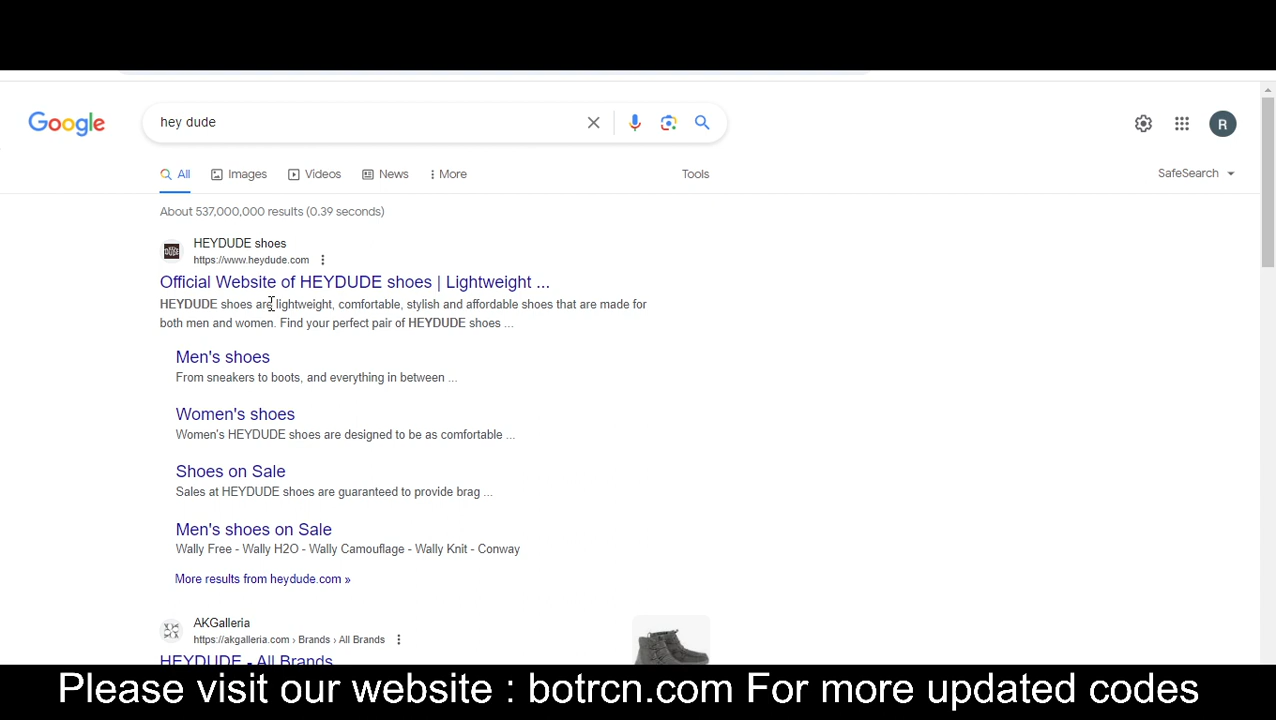 Google
hey dude
R
All Images Videos News More Tools SafeSearch
About 537,000,000 results (0.39 seconds)
HEYDUDE shoes
https://www.heydude.com
Official Website of HEYDUDE shoes | Lightweight ...
HEYDUDE shoes are lightweight, comfortable, stylish and affordable shoes that are made for
both men and women. Find your perfect pair of HEYDUDE shoes ...
Men's shoes
From sneakers to boots, and everything in between ...
Women's shoes
Women's HEYDUDE shoes are designed to be as comfortable ...
Shoes on Sale
Sales at HEYDUDE shoes are guaranteed to provide brag ...
Men's shoes on Sale
Wally Free - Wally H2O - Wally Camouflage - Wally Knit - Conway
More results from heydude.com »
AKGalleria
https://akgalleria.com › Brands › All Brands
HEYDUDE - All Brands
Please visit our website : botrcn.com For more updated codes